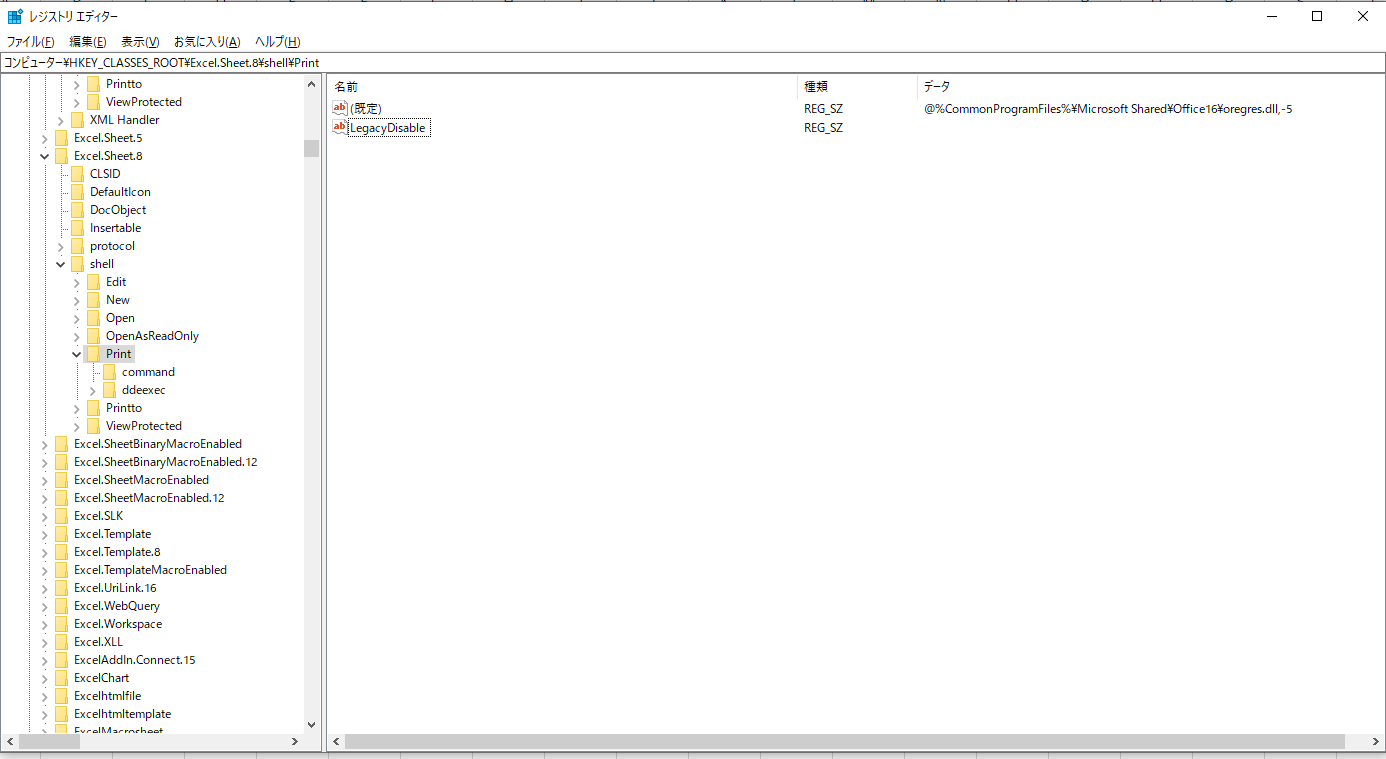 レジストリ エディター
ファイル(F) 編集(E) 表示(V) お気に入り(A) ヘルプ(H)
コンピューター¥HKEY_CLASSES_ROOT¥Excel.Sheet.8¥shell¥Print
Printto
ViewProtected
XML Handler
Excel.Sheet.5
Excel.Sheet.8
CLSID
DefaultIcon
DocObject
Insertable
protocol
shell
Edit
New
Open
OpenAsReadOnly
Print
command
ddeexec
Printto
ViewProtected
Excel.SheetBinaryMacroEnabled
Excel.SheetBinaryMacroEnabled.12
Excel.SheetMacroEnabled
Excel.SheetMacroEnabled.12
Excel.SLK
Excel.Template
Excel.Template.8
Excel.TemplateMacroEnabled
Excel.UriLink.16
Excel.WebQuery
Excel.Workspace
Excel.XLL
ExcelAddIn.Connect.15
ExcelChart
Excelhtmlfile
Excelhtmltemplate
ExcelMacrosheet
名前 種類 データ
ab (既定) REG_SZ @%CommonProgramFiles%¥Microsoft Shared¥Office16¥oregres.dll,-5
ab LegacyDisable REG_SZ